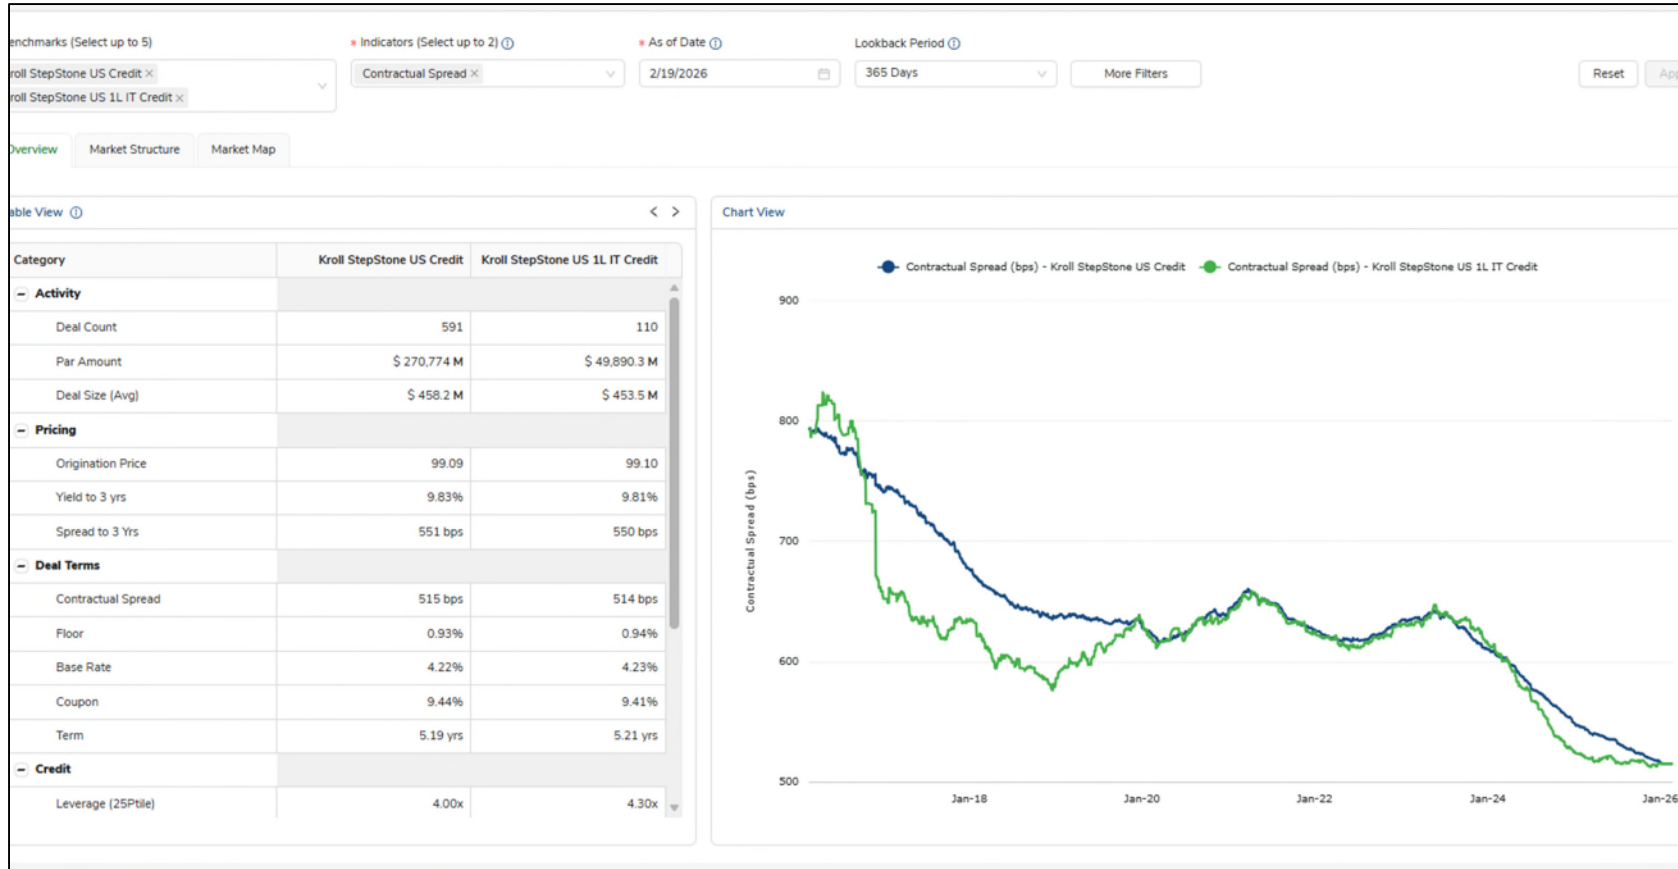 enchmarks (Select up to 5)
* Indicators (Select up to 2)
* As of Date
Lookback Period
roll StepStone US Credit ×
roll StepStone US 1L IT Credit ×
Contractual Spread ×
2/19/2026
365 Days
More Filters
Reset
App
Overview
Market Structure
Market Map
able View
< >
Category Kroll StepStone US Credit Kroll StepStone US 1L IT Credit
Activity
Deal Count 591 110
Par Amount $ 270,774 M $ 49,890.3 M
Deal Size (Avg) $ 458.2 M $ 453.5 M
Pricing
Origination Price 99.09 99.10
Yield to 3 yrs 9.83% 9.81%
Spread to 3 Yrs 551 bps 550 bps
Deal Terms
Contractual Spread 515 bps 514 bps
Floor 0.93% 0.94%
Base Rate 4.22% 4.23%
Coupon 9.44% 9.41%
Term 5.19 yrs 5.21 yrs
Credit
Leverage (25Ptile) 4.00x 4.30x
Chart View
Contractual Spread (bps) - Kroll StepStone US Credit
Contractual Spread (bps) - Kroll StepStone US 1L IT Credit
Contractual Spread (bps)
900
800
700
600
500
Jan-18
Jan-20
Jan-22
Jan-24
Jan-26